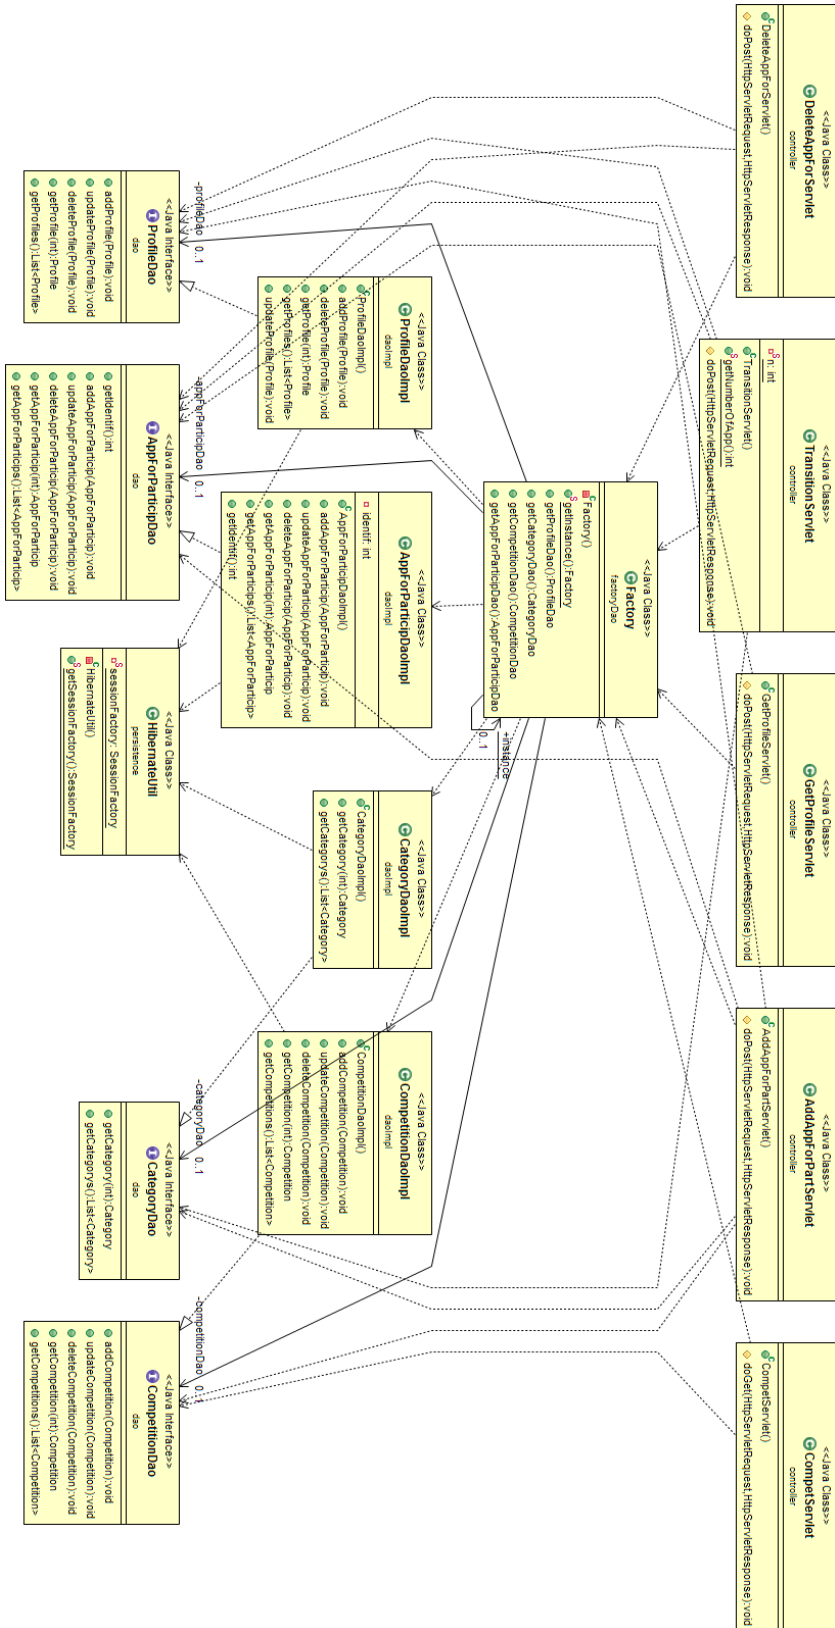 <<Java Class>>
DeleteAppForServlet
controller
DeleteAppForServlet()
doPost(HttpServletRequest,HttpServletResponse):void
<<Java Class>>
TransitionServlet
controller
n: int
TransitionServlet()
getNumberOfApp():int
doPost(HttpServletRequest,HttpServletResponse):void
<<Java Class>>
GetProfileServlet
controller
GetProfileServlet()
doPost(HttpServletRequest,HttpServletResponse):void
<<Java Class>>
AddAppForPartServlet
controller
AddAppForPartServlet()
doPost(HttpServletRequest,HttpServletResponse):void
<<Java Class>>
CompetServlet
controller
CompetServlet()
doGet(HttpServletRequest,HttpServletResponse):void
<<Java Class>>
Factory
factoryDao
Factory()
getInstance():Factory
getProfileDao():ProfileDao
getCategoryDao():CategoryDao
getCompetitionDao():CompetitionDao
getAppForParticipDao():AppForParticipDao
+instance
0..1
<<Java Class>>
ProfileDaoImpl
daoImpl
ProfileDaoImpl()
addProfile(Profile):void
deleteProfile(Profile):void
getProfile(int):Profile
getProfiles():List<Profile>
updateProfile(Profile):void
<<Java Class>>
AppForParticipDaoImpl
daoImpl
identif: int
AppForParticipDaoImpl()
addAppForParticip(AppForParticip):void
updateAppForParticip(AppForParticip):void
deleteAppForParticip(AppForParticip):void
getAppForParticip(int):AppForParticip
getAppForParticips():List<AppForParticip>
getIdentif():int
<<Java Class>>
CategoryDaoImpl
daoImpl
CategoryDaoImpl()
getCategory(int):Category
getCategorys():List<Category>
<<Java Class>>
CompetitionDaoImpl
daoImpl
CompetitionDaoImpl()
addCompetition(Competition):void
updateCompetition(Competition):void
deleteCompetition(Competition):void
getCompetition(int):Competition
getCompetitions():List<Competition>
-profileDao 0..1
<<Java Interface>>
ProfileDao
dao
addProfile(Profile):void
updateProfile(Profile):void
deleteProfile(Profile):void
getProfile(int):Profile
getProfiles():List<Profile>
-appForParticipDao 0..1
<<Java Interface>>
AppForParticipDao
dao
getIdentif():int
addAppForParticip(AppForParticip):void
updateAppForParticip(AppForParticip):void
deleteAppForParticip(AppForParticip):void
getAppForParticip(int):AppForParticip
getAppForParticips():List<AppForParticip>
<<Java Class>>
HibernateUtil
persistence
sessionFactory: SessionFactory
HibernateUtil()
getSessionFactory():SessionFactory
-categoryDao 0..1
<<Java Interface>>
CategoryDao
dao
getCategory(int):Category
getCategorys():List<Category>
-competitionDao 0..1
<<Java Interface>>
CompetitionDao
dao
addCompetition(Competition):void
updateCompetition(Competition):void
deleteCompetition(Competition):void
getCompetition(int):Competition
getCompetitions():List<Competition>